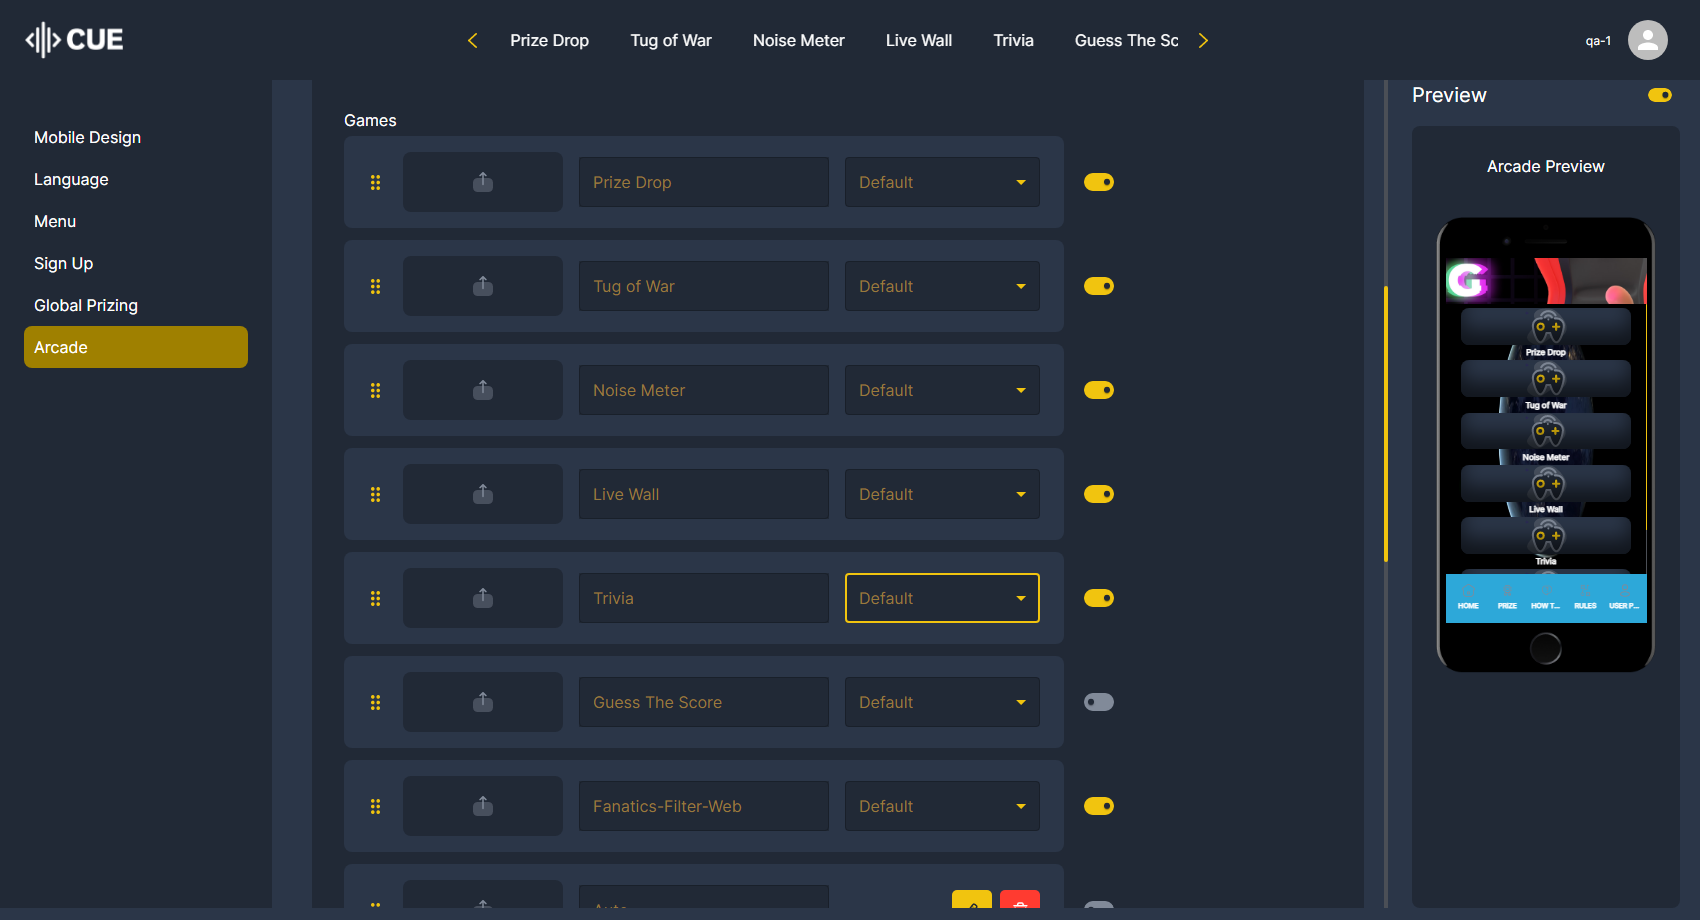 CUE
Prize Drop
Tug of War
Noise Meter
Live Wall
Trivia
Guess The Sc
qa-1
Mobile Design
Language
Menu
Sign Up
Global Prizing
Arcade
Games
Prize Drop
Default
Tug of War
Default
Noise Meter
Default
Live Wall
Default
Trivia
Default
Guess The Score
Default
Fanatics-Filter-Web
Default
Preview
Arcade Preview
G
Prize Drop
Tug of War
Noise Meter
Live Wall
Trivia
HOME
PRIZE
HOW T...
RULES
USER P...